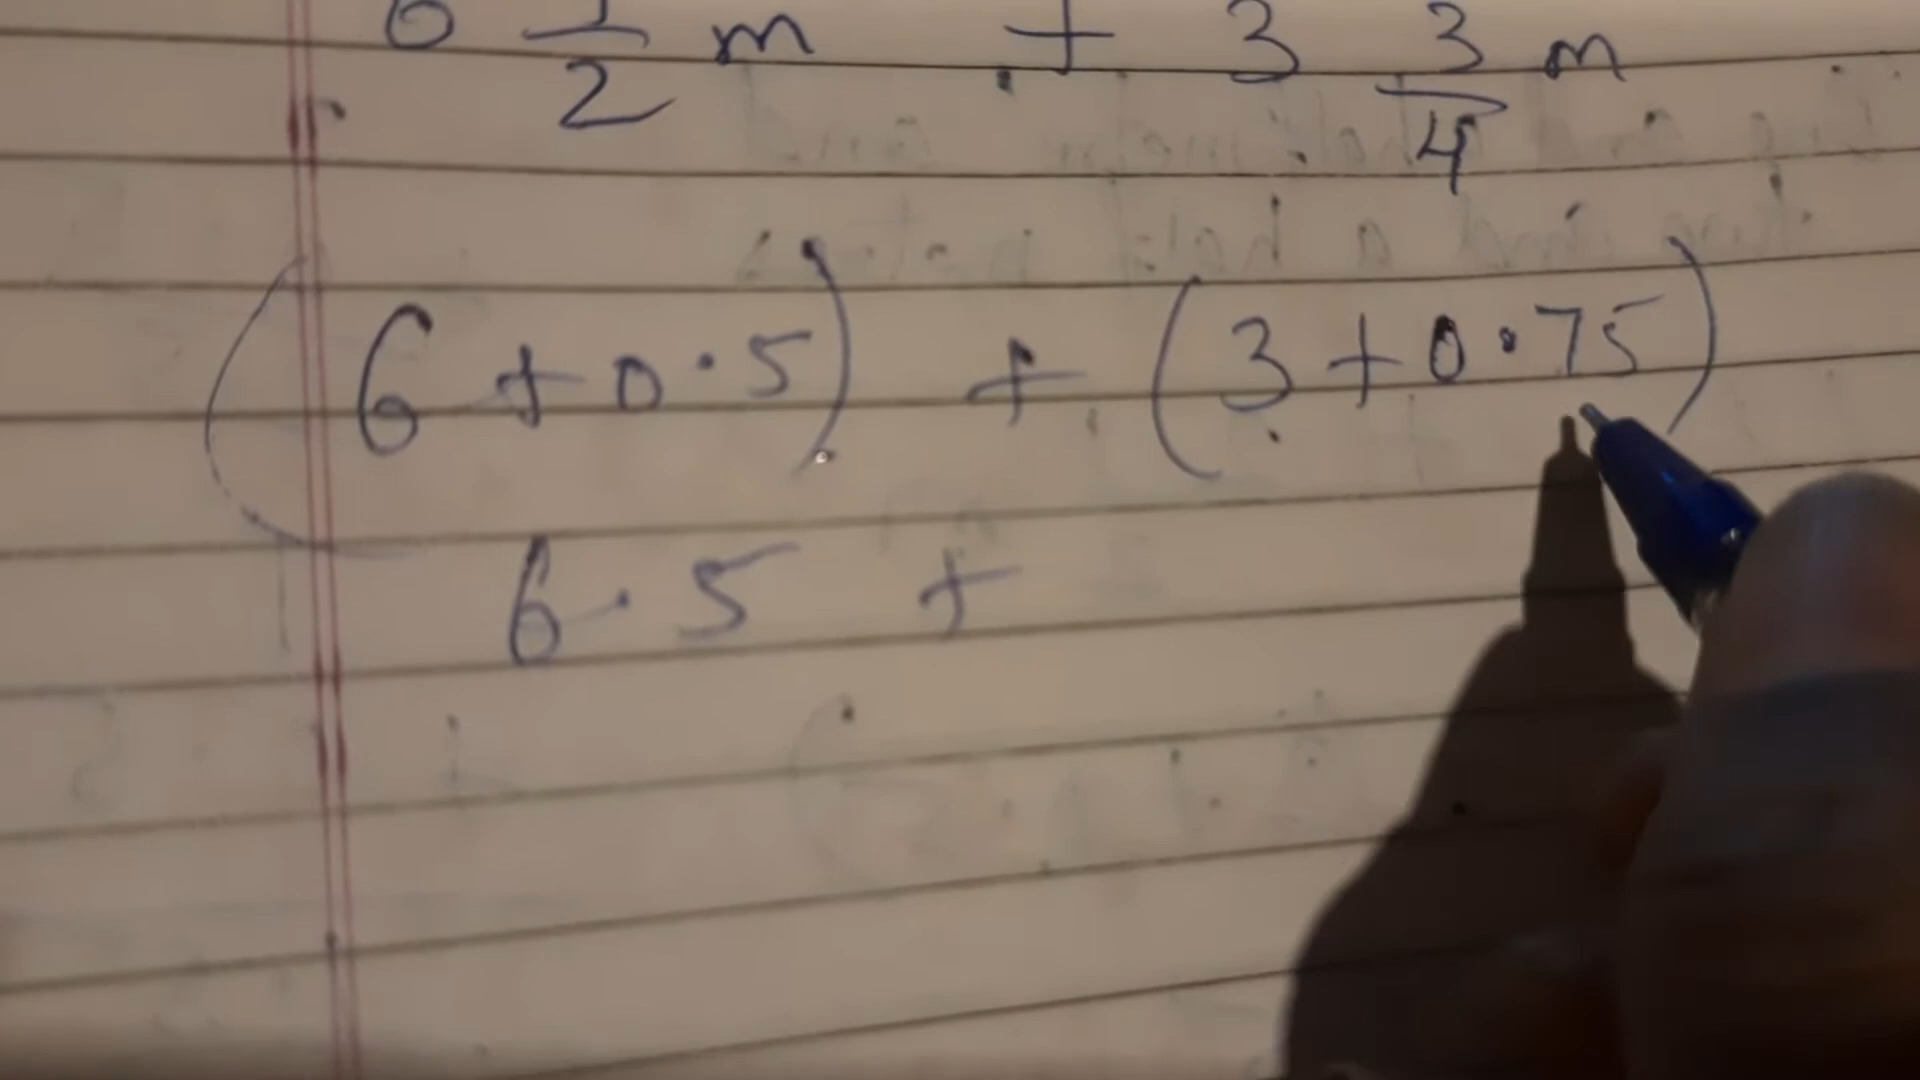 6 1/2 m + 3 3/4 m
(6 + 0.5) + (3 + 0.75)
6.5 +